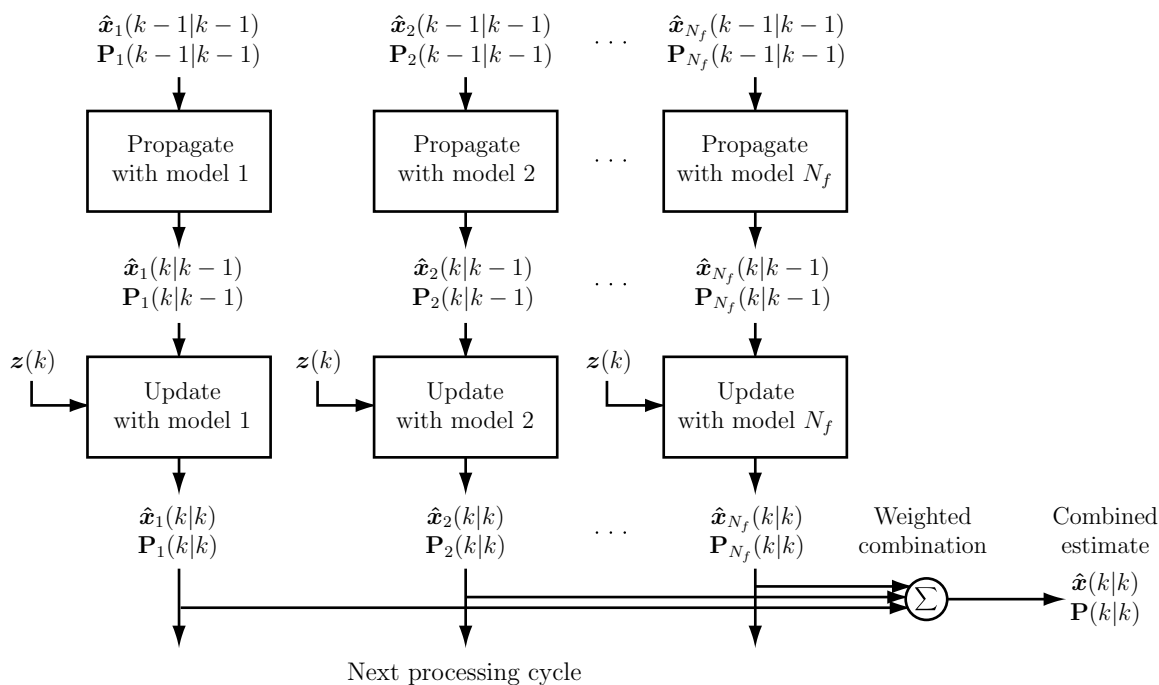 x̂₁(k − 1|k − 1) x̂₂(k − 1|k − 1) x̂_{N_f}(k − 1|k − 1)
P₁(k − 1|k − 1) P₂(k − 1|k − 1) . . . P_{N_f}(k − 1|k − 1)
Propagate
with model 1
Propagate
with model 2
. . .
Propagate
with model N_f
x̂₁(k|k − 1) x̂₂(k|k − 1) x̂_{N_f}(k|k − 1)
P₁(k|k − 1) P₂(k|k − 1) . . . P_{N_f}(k|k − 1)
z(k)
Update
with model 1
z(k)
Update
with model 2
z(k)
Update
with model N_f
x̂₁(k|k) x̂₂(k|k) x̂_{N_f}(k|k)
P₁(k|k) P₂(k|k) . . . P_{N_f}(k|k)
Weighted
combination
Combined
estimate
∑
x̂(k|k)
P(k|k)
Next processing cycle